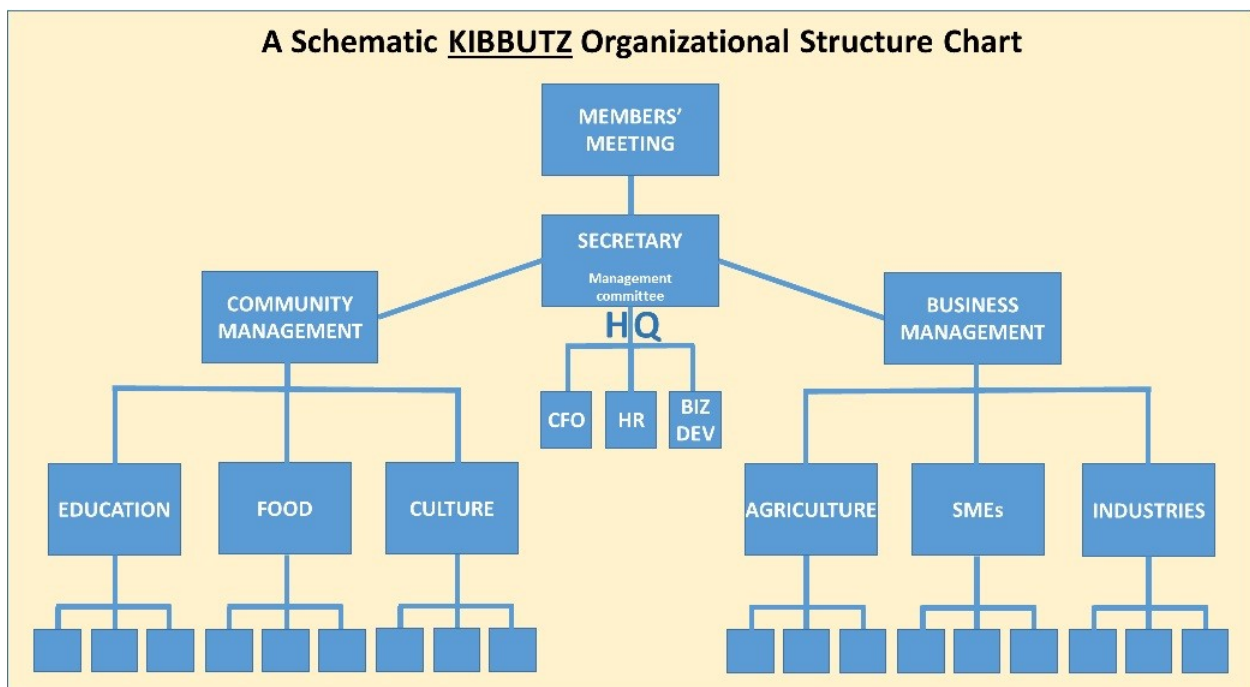 A Schematic KIBBUTZ Organizational Structure Chart
MEMBERS'
MEETING
SECRETARY
Management
committee
HQ
COMMUNITY
MANAGEMENT
BUSINESS
MANAGEMENT
CFO
HR
BIZ
DEV
EDUCATION
FOOD
CULTURE
AGRICULTURE
SMEs
INDUSTRIES